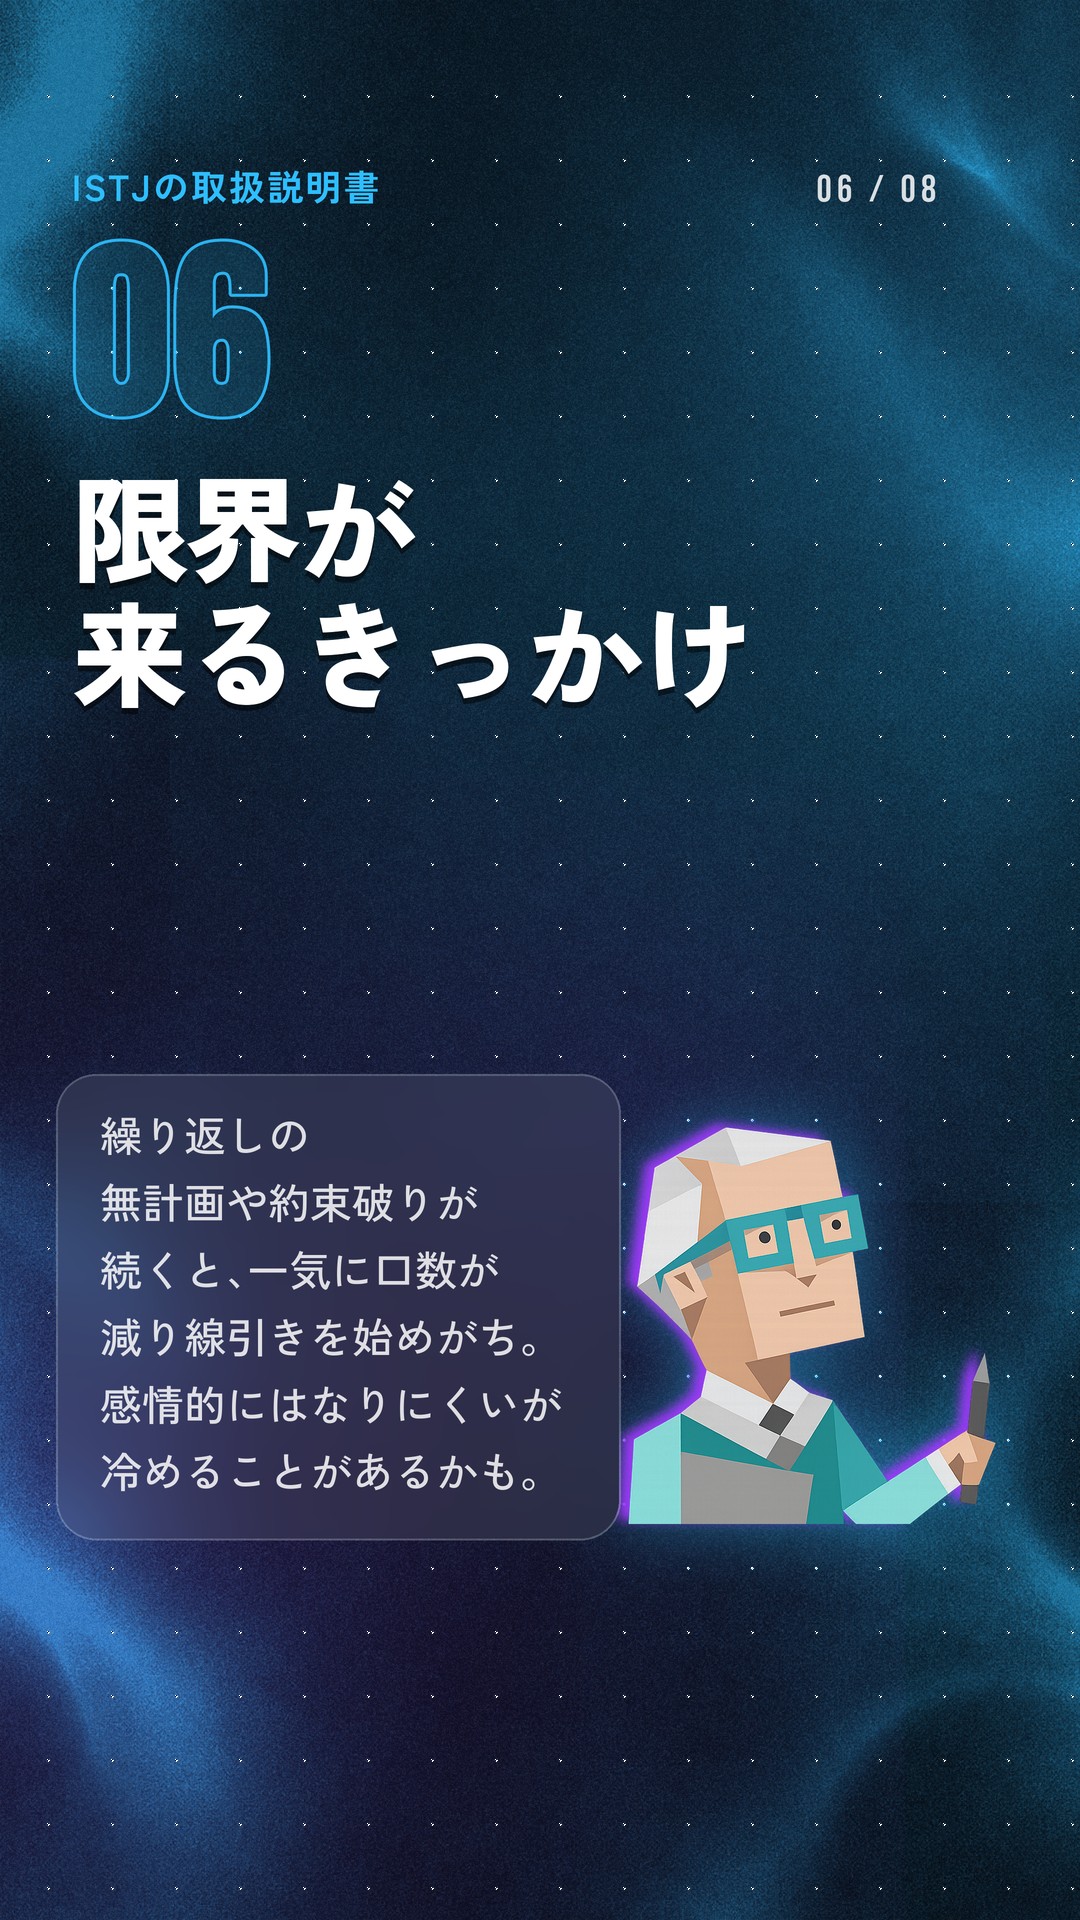 ISTJの取扱説明書
06 / 08
06
限界が
来るきっかけ
繰り返しの
無計画や約束破りが
続くと、一気に口数が
減り線引きを始めがち。
感情的にはなりにくいが
冷めることがあるかも。